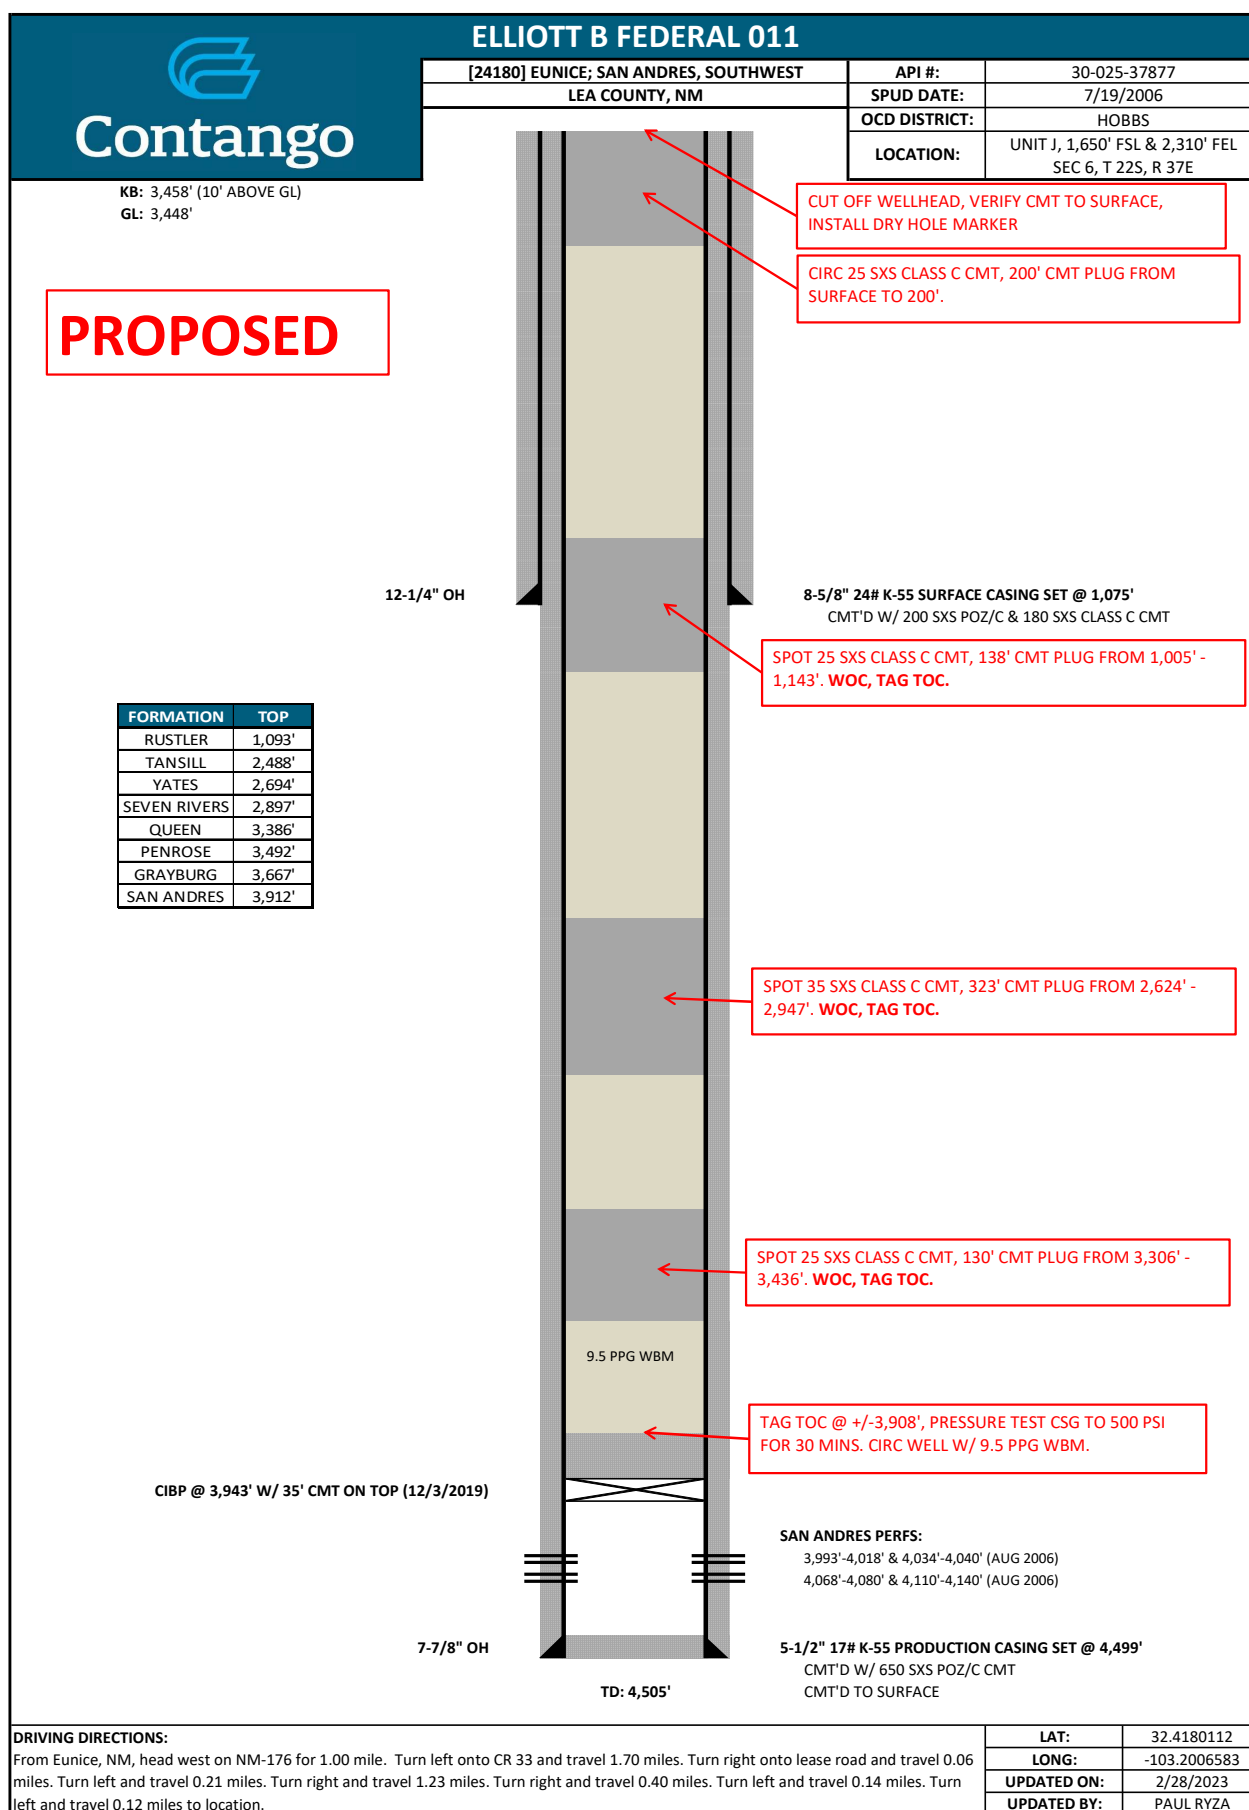 ELLIOTT B FEDERAL 011
Contango
[24180] EUNICE; SAN ANDRES, SOUTHWEST
LEA COUNTY, NM
API #: 30-025-37877
SPUD DATE: 7/19/2006
OCD DISTRICT: HOBBS
LOCATION: UNIT J, 1,650' FSL & 2,310' FEL
SEC 6, T 22S, R 37E
KB: 3,458' (10' ABOVE GL)
GL: 3,448'
CUT OFF WELLHEAD, VERIFY CMT TO SURFACE,
INSTALL DRY HOLE MARKER
CIRC 25 SXS CLASS C CMT, 200' CMT PLUG FROM
SURFACE TO 200'.
PROPOSED
12-1/4" OH
8-5/8" 24# K-55 SURFACE CASING SET @ 1,075'
CMT'D W/ 200 SXS POZ/C & 180 SXS CLASS C CMT
SPOT 25 SXS CLASS C CMT, 138' CMT PLUG FROM 1,005' -
1,143'. WOC, TAG TOC.
FORMATION TOP
RUSTLER 1,093'
TANSILL 2,488'
YATES 2,694'
SEVEN RIVERS 2,897'
QUEEN 3,386'
PENROSE 3,492'
GRAYBURG 3,667'
SAN ANDRES 3,912'
SPOT 35 SXS CLASS C CMT, 323' CMT PLUG FROM 2,624' -
2,947'. WOC, TAG TOC.
SPOT 25 SXS CLASS C CMT, 130' CMT PLUG FROM 3,306' -
3,436'. WOC, TAG TOC.
9.5 PPG WBM
TAG TOC @ +/-3,908', PRESSURE TEST CSG TO 500 PSI
FOR 30 MINS. CIRC WELL W/ 9.5 PPG WBM.
CIBP @ 3,943' W/ 35' CMT ON TOP (12/3/2019)
SAN ANDRES PERFS:
3,993'-4,018' & 4,034'-4,040' (AUG 2006)
4,068'-4,080' & 4,110'-4,140' (AUG 2006)
7-7/8" OH
5-1/2" 17# K-55 PRODUCTION CASING SET @ 4,499'
CMT'D W/ 650 SXS POZ/C CMT
CMT'D TO SURFACE
TD: 4,505'
DRIVING DIRECTIONS:
From Eunice, NM, head west on NM-176 for 1.00 mile. Turn left onto CR 33 and travel 1.70 miles. Turn right onto lease road and travel 0.06
miles. Turn left and travel 0.21 miles. Turn right and travel 1.23 miles. Turn right and travel 0.40 miles. Turn left and travel 0.14 miles. Turn
left and travel 0.12 miles to location.
LAT: 32.4180112
LONG: -103.2006583
UPDATED ON: 2/28/2023
UPDATED BY: PAUL RYZA